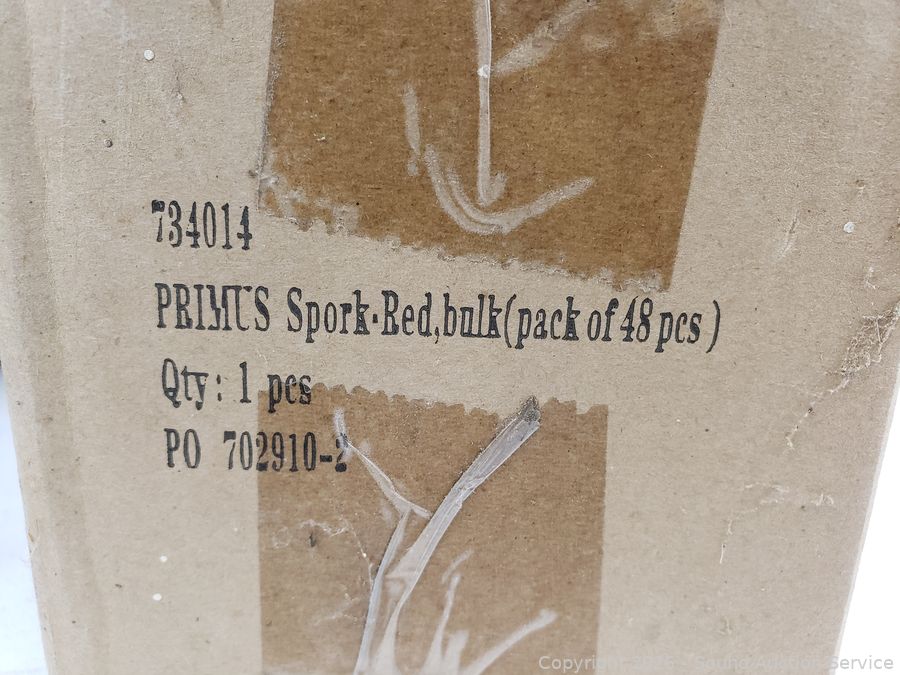 734014
PRIMUS Spork-Red,bulk(pack of 48 pcs)
Qty: 1 pcs
PO 702910-2
Copyright 2025 - Sound Auction Service